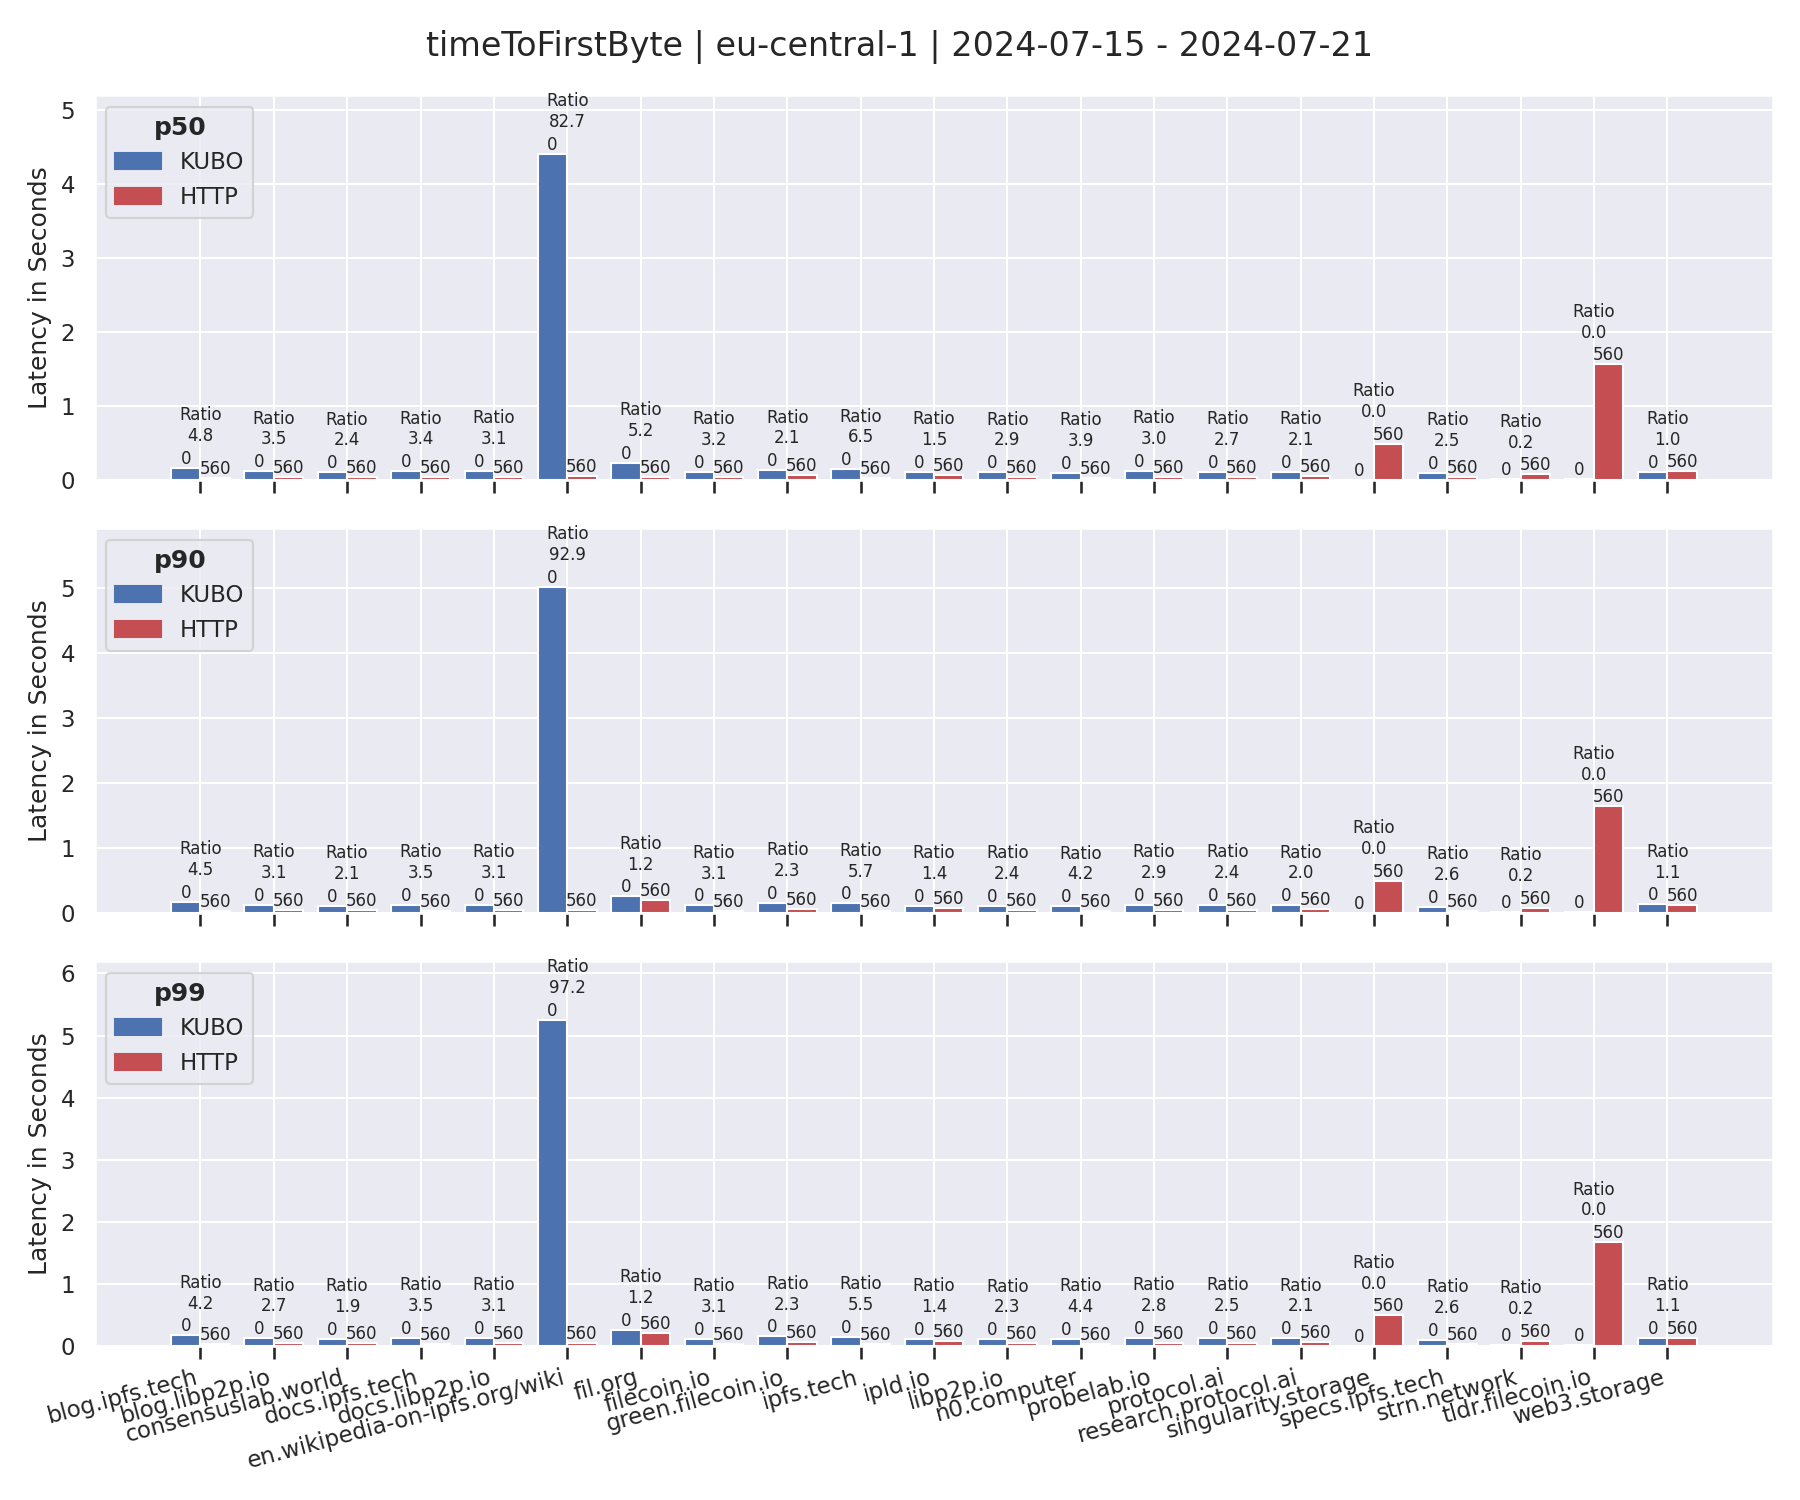 timeToFirstByte | eu-central-1 | 2024-07-15 - 2024-07-21
p50
KUBO
HTTP
Latency in Seconds
5
4
3
2
1
0
Ratio 4.8 0 560
Ratio 3.5 0 560
Ratio 2.4 0 560
Ratio 3.4 0 560
Ratio 3.1 0 560
Ratio 82.7 0 560
Ratio 5.2 0 560
Ratio 3.2 0 560
Ratio 2.1 0 560
Ratio 6.5 0 560
Ratio 1.5 0 560
Ratio 2.9 0 560
Ratio 3.9 0 560
Ratio 3.0 0 560
Ratio 2.7 0 560
Ratio 2.1 0 560
Ratio 0.0 0 560
Ratio 2.5 0 560
Ratio 0.2 0 560
Ratio 0.0 0 560
Ratio 1.0 0 560
p90
KUBO
HTTP
Latency in Seconds
5
4
3
2
1
0
Ratio 4.5 0 560
Ratio 3.1 0 560
Ratio 2.1 0 560
Ratio 3.5 0 560
Ratio 3.1 0 560
Ratio 92.9 0 560
Ratio 1.2 0 560
Ratio 3.1 0 560
Ratio 2.3 0 560
Ratio 5.7 0 560
Ratio 1.4 0 560
Ratio 2.4 0 560
Ratio 4.2 0 560
Ratio 2.9 0 560
Ratio 2.4 0 560
Ratio 2.0 0 560
Ratio 0.0 0 560
Ratio 2.6 0 560
Ratio 0.2 0 560
Ratio 0.0 0 560
Ratio 1.1 0 560
p99
KUBO
HTTP
Latency in Seconds
6
5
4
3
2
1
0
Ratio 4.2 0 560
Ratio 2.7 0 560
Ratio 1.9 0 560
Ratio 3.5 0 560
Ratio 3.1 0 560
Ratio 97.2 0 560
Ratio 1.2 0 560
Ratio 3.1 0 560
Ratio 2.3 0 560
Ratio 5.5 0 560
Ratio 1.4 0 560
Ratio 2.3 0 560
Ratio 4.4 0 560
Ratio 2.8 0 560
Ratio 2.5 0 560
Ratio 2.1 0 560
Ratio 0.0 0 560
Ratio 2.6 0 560
Ratio 0.2 0 560
Ratio 0.0 0 560
Ratio 1.1 0 560
blog.ipfs.tech
blog.libp2p.io
consensuslab.world
docs.ipfs.tech
docs.libp2p.io
en.wikipedia-on-ipfs.org/wiki
fil.org
filecoin.io
green.filecoin.io
ipfs.tech
ipld.io
libp2p.io
n0.computer
probelab.io
protocol.ai
research.protocol.ai
singularity.storage
specs.ipfs.tech
strn.network
tldr.filecoin.io
web3.storage